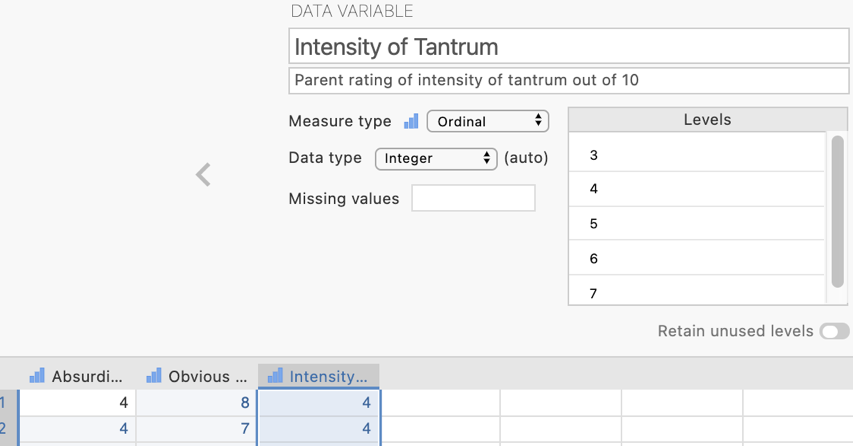 DATA VARIABLE
Intensity of Tantrum
Parent rating of intensity of tantrum out of 10
Measure type Ordinal Levels
Data type Integer (auto) 3
4
Missing values 5
6
7
Retain unused levels
Absurdi... Obvious ... Intensity...
1 4 8 4
2 4 7 4